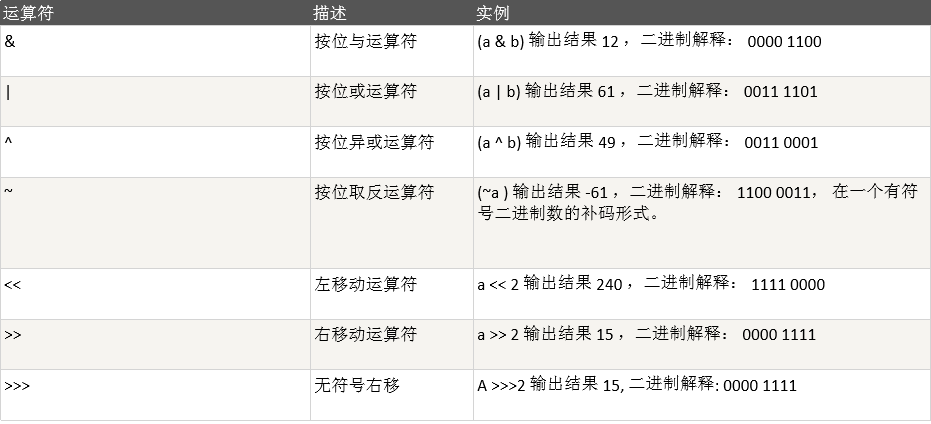 运算符 描述 实例
& 按位与运算符 (a & b) 输出结果 12 ，二进制解释： 0000 1100
| 按位或运算符 (a | b) 输出结果 61 ，二进制解释： 0011 1101
^ 按位异或运算符 (a ^ b) 输出结果 49 ，二进制解释： 0011 0001
~ 按位取反运算符 (~a ) 输出结果 -61 ，二进制解释： 1100 0011， 在一个有符
号二进制数的补码形式。
<< 左移动运算符 a << 2 输出结果 240 ，二进制解释： 1111 0000
>> 右移动运算符 a >> 2 输出结果 15 ，二进制解释： 0000 1111
>>> 无符号右移 A >>>2 输出结果 15, 二进制解释: 0000 1111